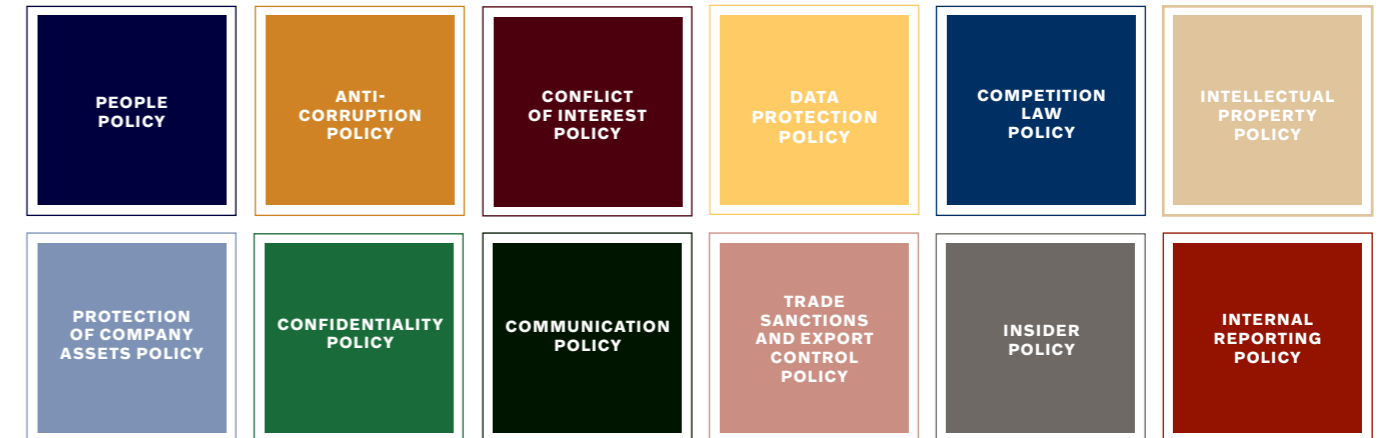 PEOPLE
POLICY
ANTI-
CORRUPTION
POLICY
CONFLICT
OF INTEREST
POLICY
DATA
PROTECTION
POLICY
COMPETITION
LAW
POLICY
INTELLECTUAL
PROPERTY
POLICY
PROTECTION
OF COMPANY
ASSETS POLICY
CONFIDENTIALITY
POLICY
COMMUNICATION
POLICY
TRADE
SANCTIONS
AND EXPORT
CONTROL
POLICY
INSIDER
POLICY
INTERNAL
REPORTING
POLICY